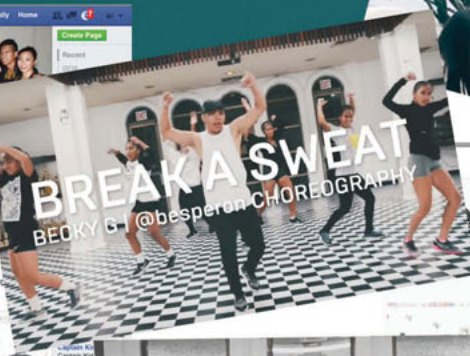 Home
Create Page
Recent
BREAK A SWEAT
BECKY G | @besperon CHOREOGRAPHY